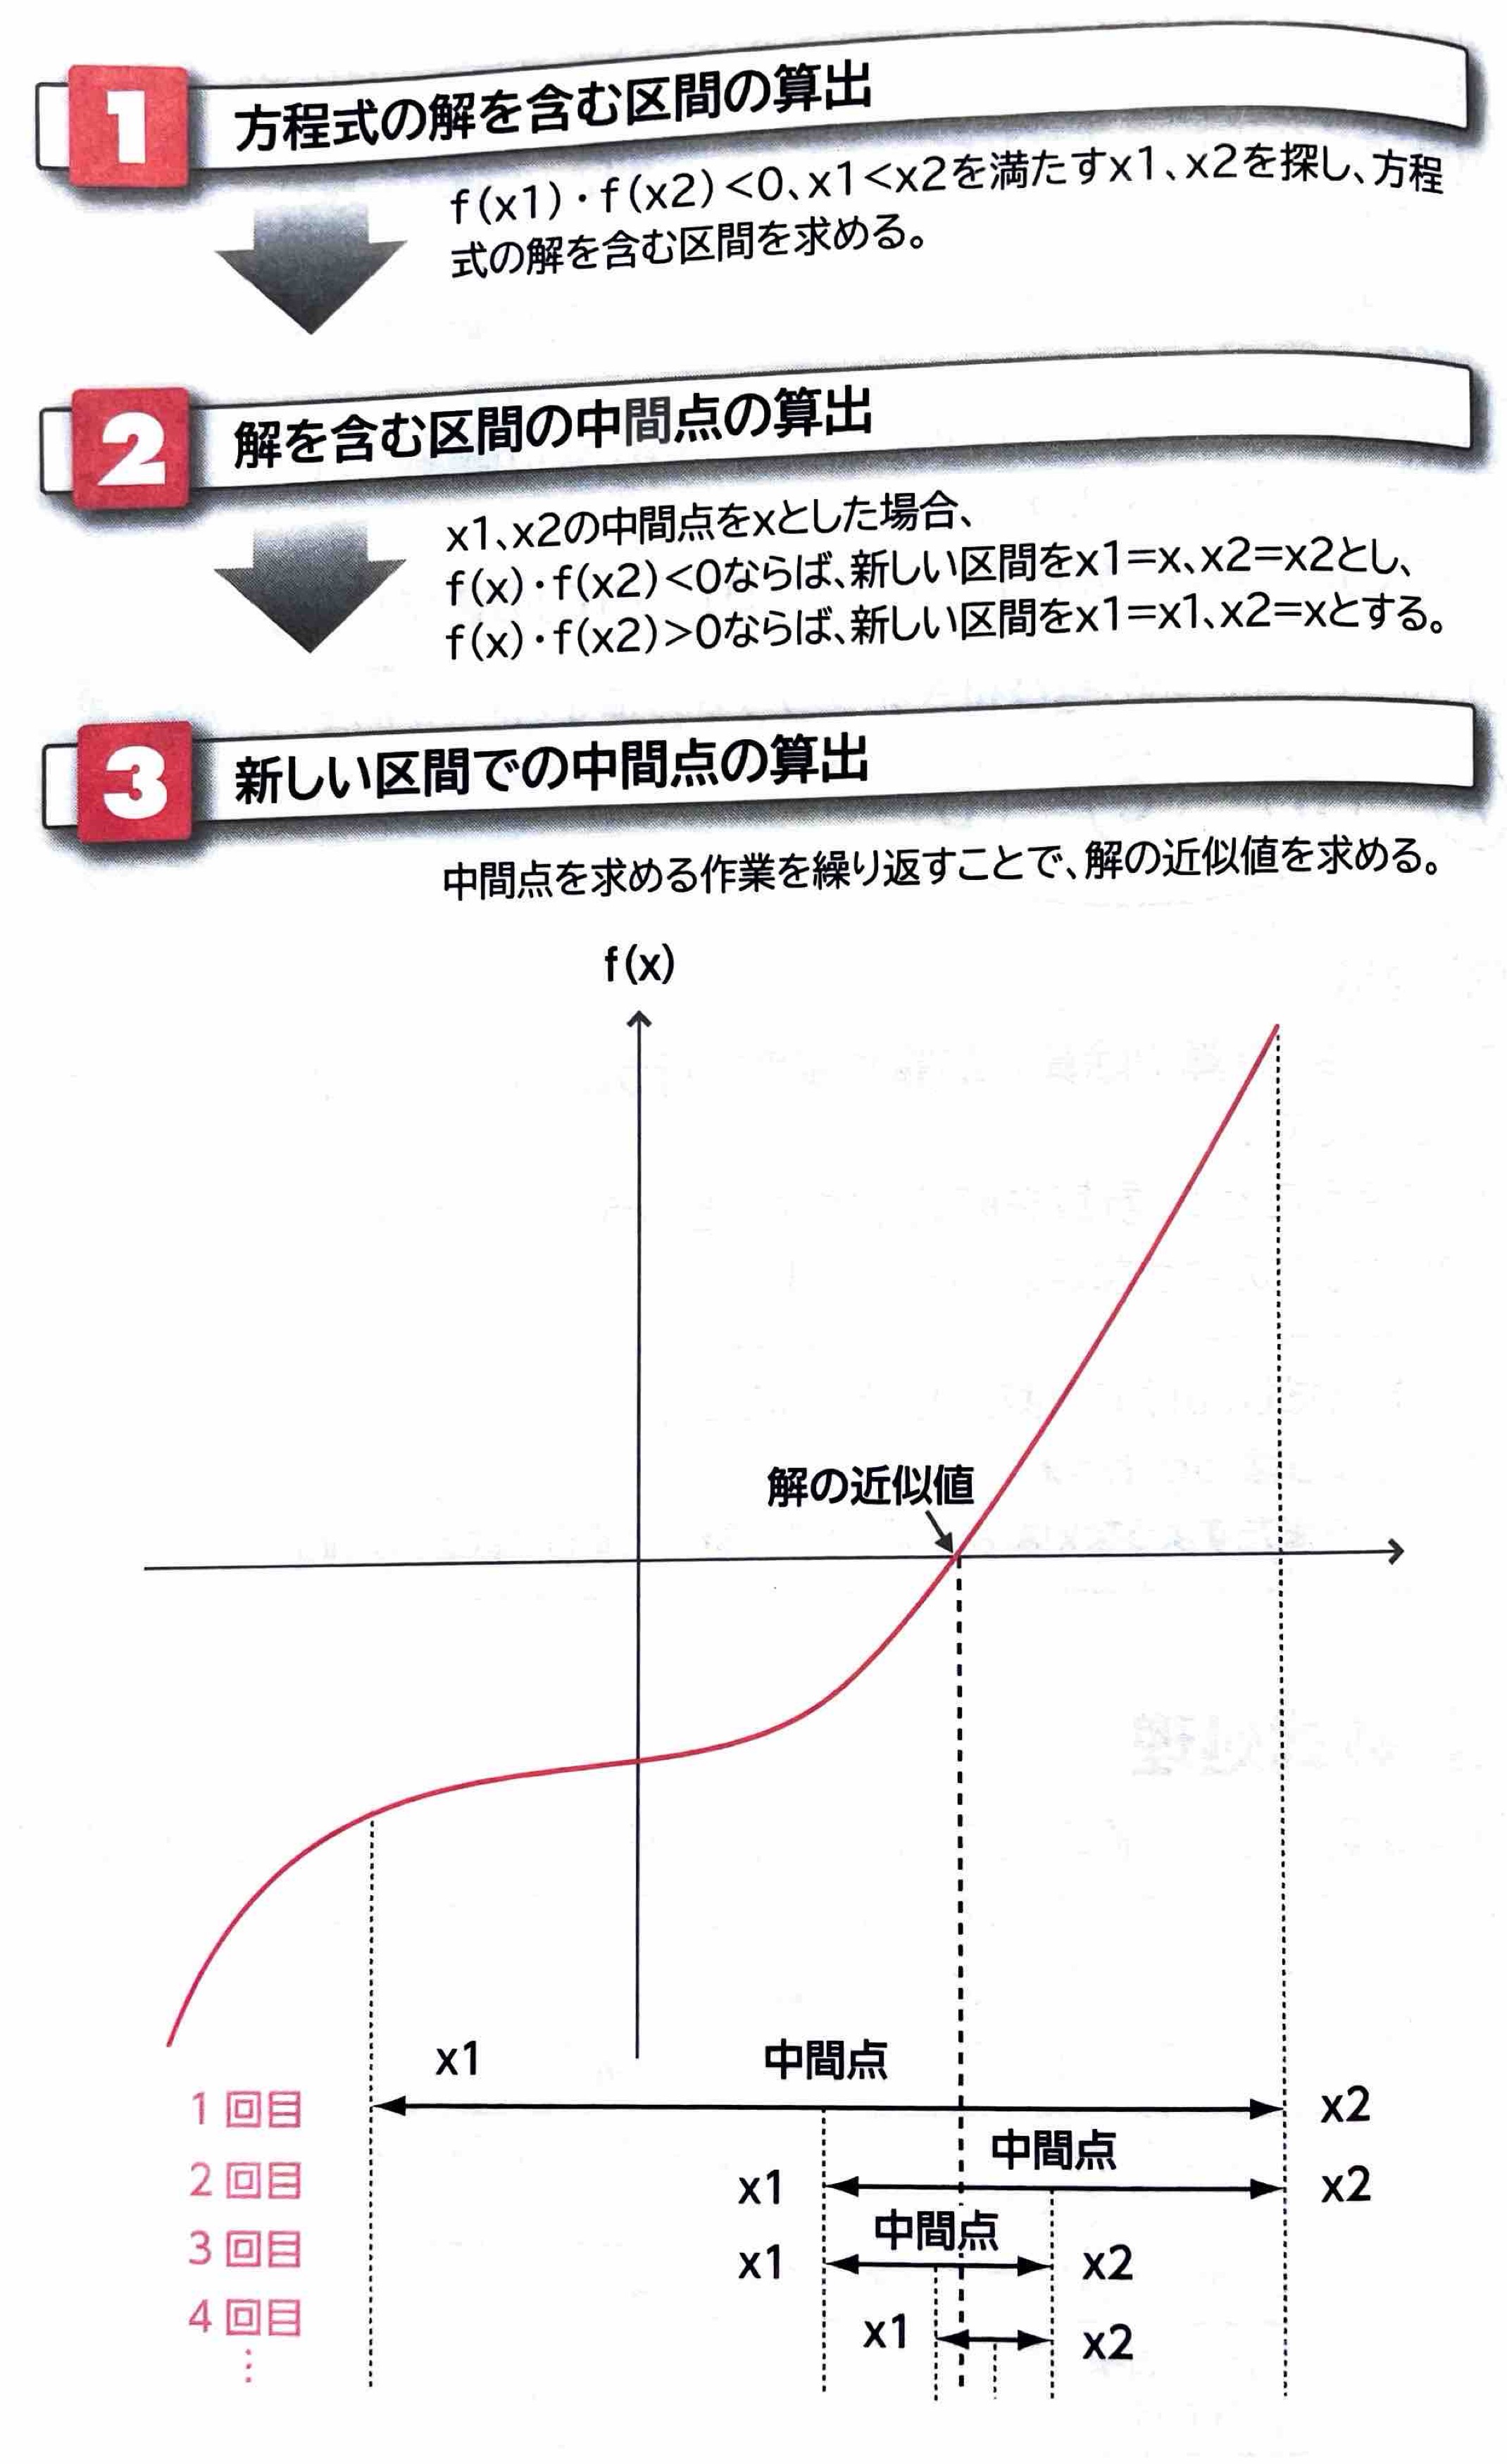 1 方程式の解を含む区間の算出
f(x1)・f(x2)<0、x1<x2を満たすx1、x2を探し、方程
式の解を含む区間を求める。
2 解を含む区間の中間点の算出
x1、x2の中間点をxとした場合、
f(x)・f(x2)<0ならば、新しい区間をx1=x、x2=x2とし、
f(x)・f(x2)>0ならば、新しい区間をx1=x1、x2=xとする。
3 新しい区間での中間点の算出
中間点を求める作業を繰り返すことで、解の近似値を求める。
f(x)
解の近似値
x1 中間点
1回目 x2
中間点
2回目 x1 x2
中間点
3回目 x1 x2
4回目 x1 x2
⋮